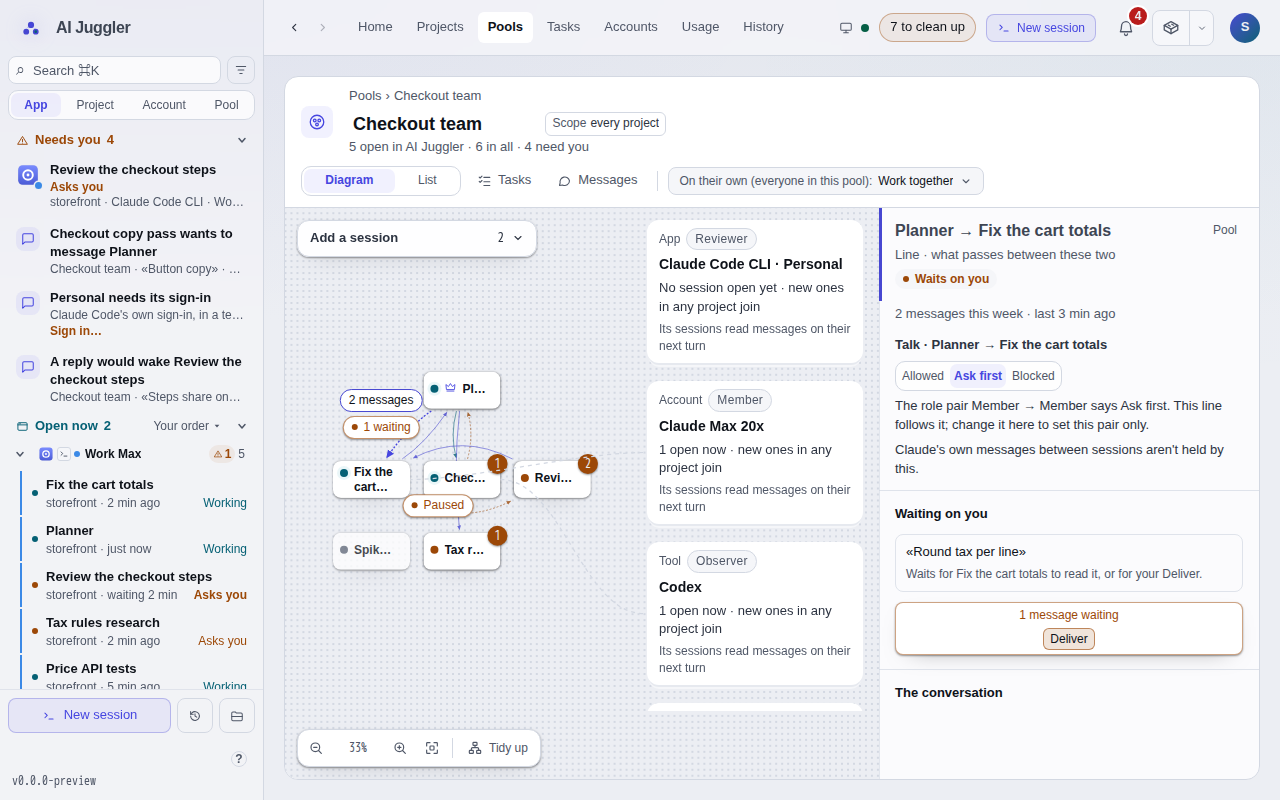 AI Juggler
Home Projects Pools Tasks Accounts Usage History
7 to clean up
New session
4
S
Search ⌘K
App Project Account Pool
Needs you 4
Review the checkout steps
Asks you
storefront · Claude Code CLI · Wo…
Checkout copy pass wants to
message Planner
Checkout team · «Button copy» · …
Personal needs its sign-in
Claude Code's own sign-in, in a te…
Sign in…
A reply would wake Review the
checkout steps
Checkout team · «Steps share on…
Open now 2
Your order
Work Max
1 5
Fix the cart totals
storefront · 2 min ago Working
Planner
storefront · just now Working
Review the checkout steps
storefront · waiting 2 min Asks you
Tax rules research
storefront · 2 min ago Asks you
Price API tests
storefront · 5 min ago Working
New session
?
v0.0.0-preview
Pools › Checkout team
Checkout team
Scope every project
5 open in AI Juggler · 6 in all · 4 need you
Diagram List Tasks Messages
On their own (everyone in this pool): Work together
Add a session 2
Pl…
2 messages
1 waiting
Fix the
cart…
Chec…
1
Revi…
2
Paused
Spik…
Tax r…
1
App Reviewer
Claude Code CLI · Personal
No session open yet · new ones
in any project join
Its sessions read messages on their
next turn
Account Member
Claude Max 20x
1 open now · new ones in any
project join
Its sessions read messages on their
next turn
Tool Observer
Codex
1 open now · new ones in any
project join
Its sessions read messages on their
next turn
33%
Tidy up
Planner → Fix the cart totals
Pool
Line · what passes between these two
Waits on you
2 messages this week · last 3 min ago
Talk · Planner → Fix the cart totals
Allowed Ask first Blocked
The role pair Member → Member says Ask first. This line
follows it; change it here to set this pair only.
Claude's own messages between sessions aren't held by
this.
Waiting on you
«Round tax per line»
Waits for Fix the cart totals to read it, or for your Deliver.
1 message waiting
Deliver
The conversation